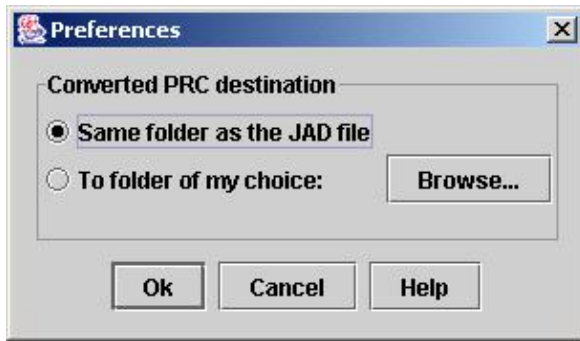 Preferences
Converted PRC destination
Same folder as the JAD file
To folder of my choice: Browse...
Ok Cancel Help